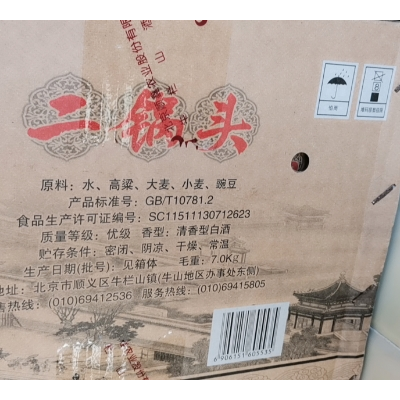 二锅头
怕雨
原料：水、高粱、大麦、小麦、豌豆
产品标准号：GB/T10781.2
食品生产许可证编号：SC11511130712623
质量等级：优级 香型：清香型白酒
贮存条件：密闭、阴凉、干燥、常温
生产日期(批号)：见箱体 毛重：7.0Kg
地址：北京市顺义区牛栏山镇(牛山地区办事处东侧)
售热线：(010)69412536 服务热线：(010)69415805
6906151605535